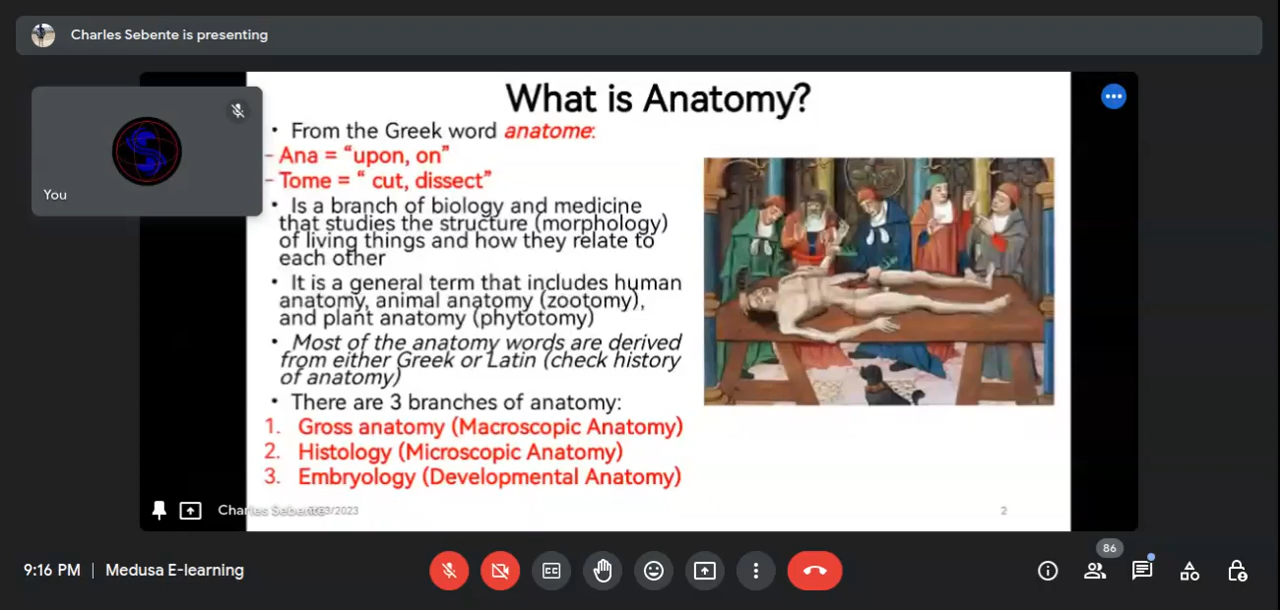 Charles Sebente is presenting
You
What is Anatomy?
• From the Greek word anatome:
- Ana = “upon, on”
- Tome = “ cut, dissect”
• Is a branch of biology and medicine
that studies the structure (morphology)
of living things and how they relate to
each other
• It is a general term that includes human
anatomy, animal anatomy (zootomy),
and plant anatomy (phytotomy)
• Most of the anatomy words are derived
from either Greek or Latin (check history
of anatomy)
• There are 3 branches of anatomy:
1. Gross anatomy (Macroscopic Anatomy)
2. Histology (Microscopic Anatomy)
3. Embryology (Developmental Anatomy)
Charles Sebente /2023
2
86
9:16 PM | Medusa E-learning
CC